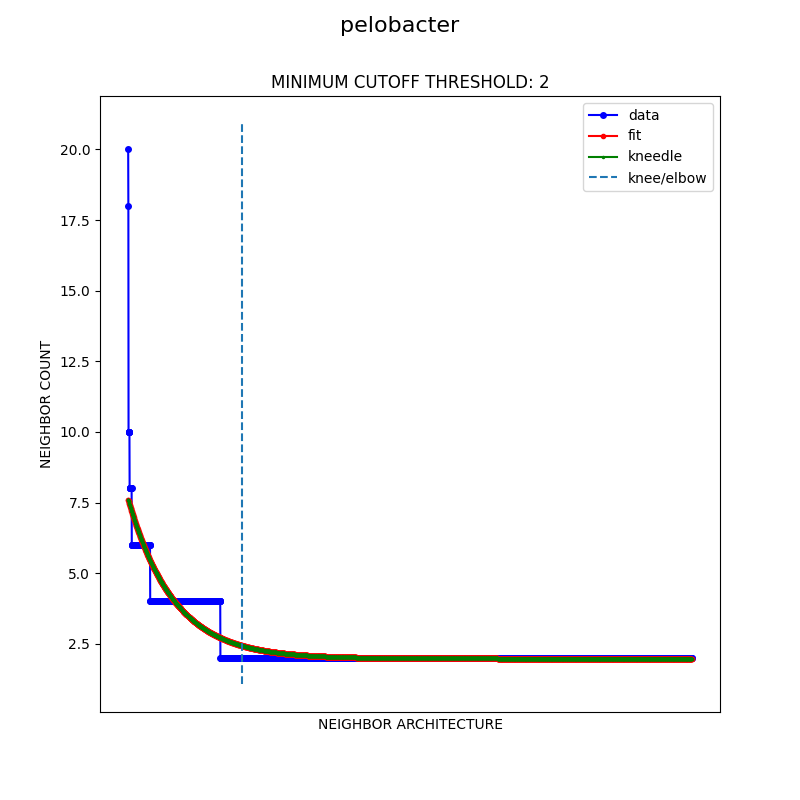 pelobacter
MINIMUM CUTOFF THRESHOLD: 2
data
fit
kneedle
knee/elbow
20.0
17.5
15.0
12.5
10.0
7.5
5.0
2.5
NEIGHBOR COUNT
NEIGHBOR ARCHITECTURE